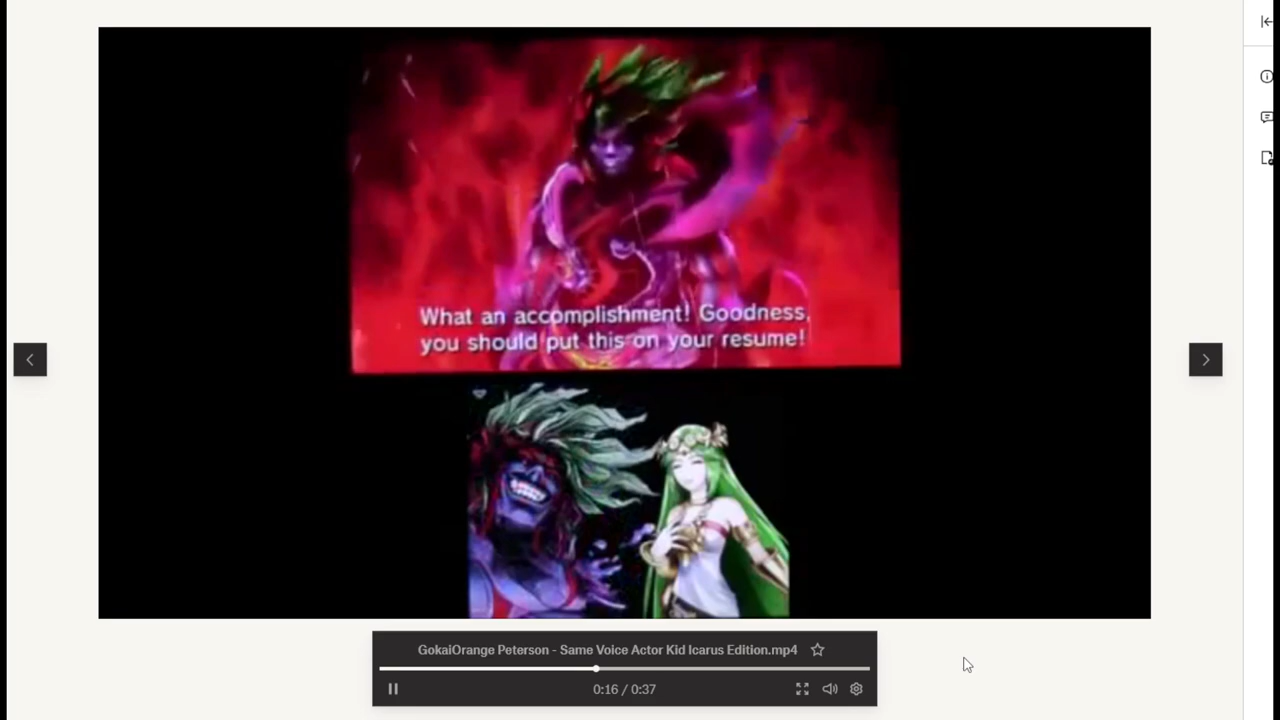 What an accomplishment! Goodness,
you should put this on your resume!
GokaiOrange Peterson - Same Voice Actor Kid Icarus Edition.mp4
0:16 / 0:37